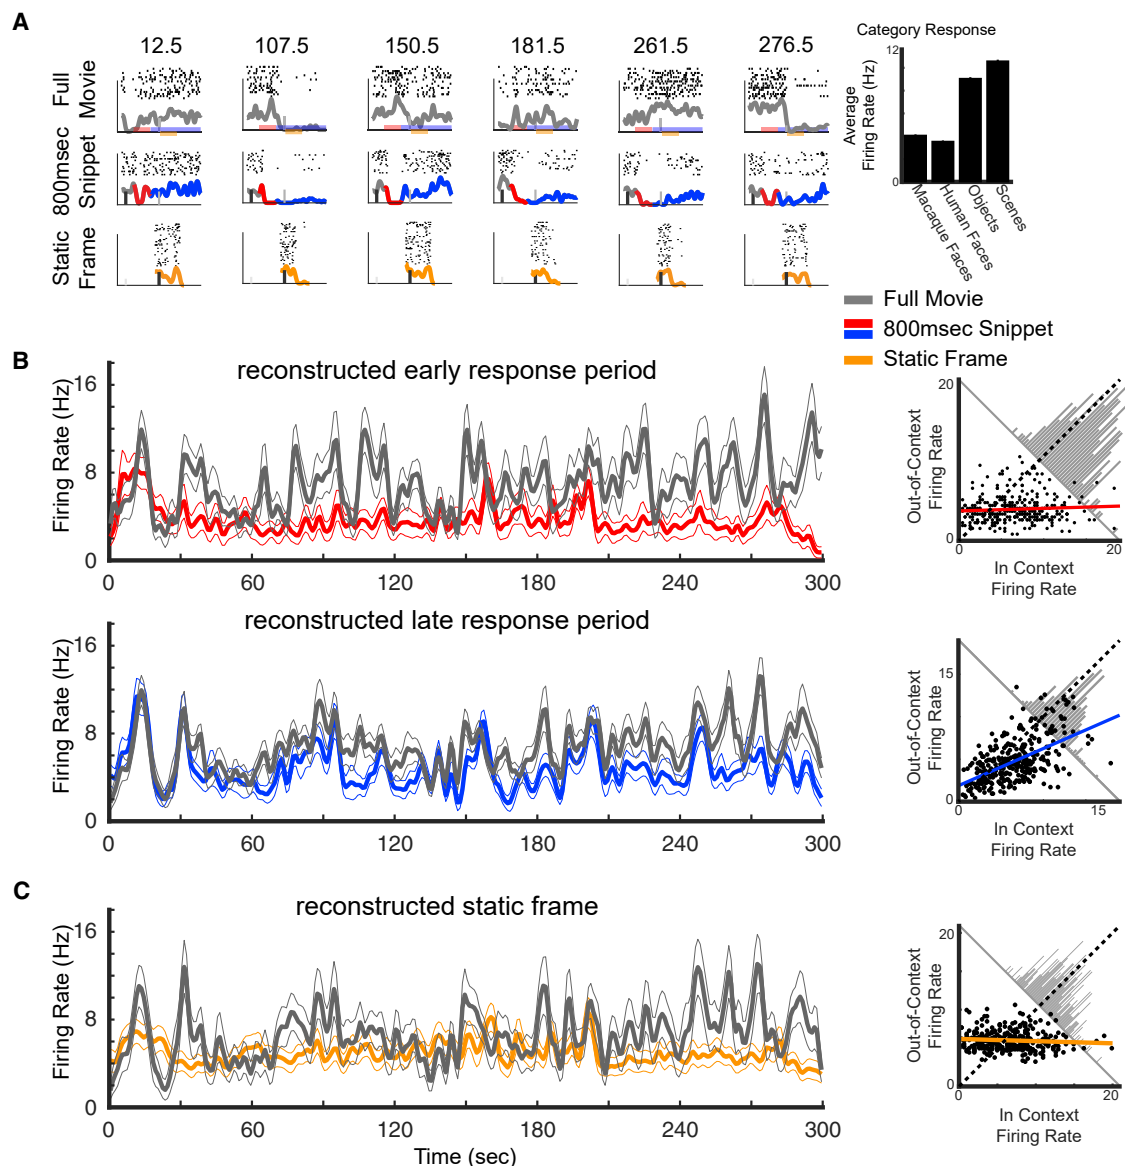 A
12.5 107.5 150.5 181.5 261.5 276.5
Full
Movie
800msec
Snippet
Static
Frame
Category Response
Average
Firing Rate (Hz)
12
0
Macaque Faces
Human Faces
Objects
Scenes
Full Movie
800msec Snippet
Static Frame
B
reconstructed early response period
Firing Rate (Hz)
16
8
0
0 60 120 180 240 300
Out-of-Context
Firing Rate
20
0
0 20
In Context
Firing Rate
reconstructed late response period
Firing Rate (Hz)
16
8
0
0 60 120 180 240 300
Out-of-Context
Firing Rate
15
0
0 15
In Context
Firing Rate
C
reconstructed static frame
Firing Rate (Hz)
16
8
0
0 60 120 180 240 300
Time (sec)
Out-of-Context
Firing Rate
20
0
0 20
In Context
Firing Rate